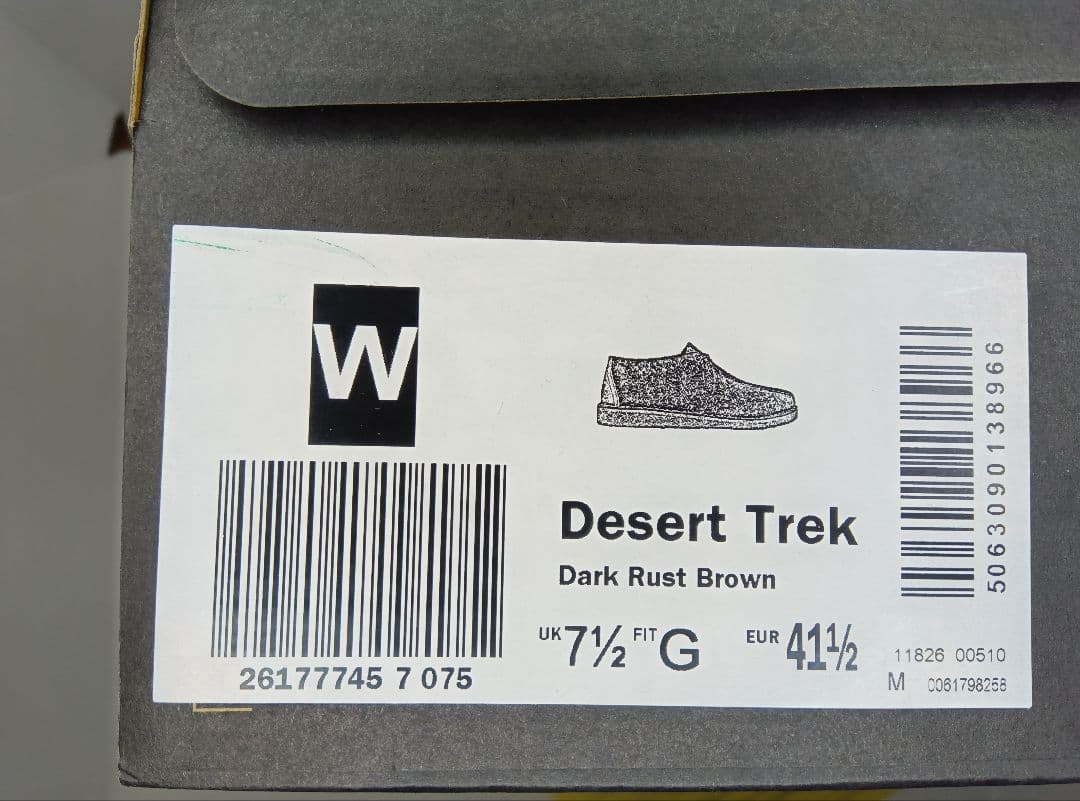 W
26177745 7 075
Desert Trek
Dark Rust Brown
UK 7½ FIT G EUR 41½
5063090138966
11826 00510
M 0061798258